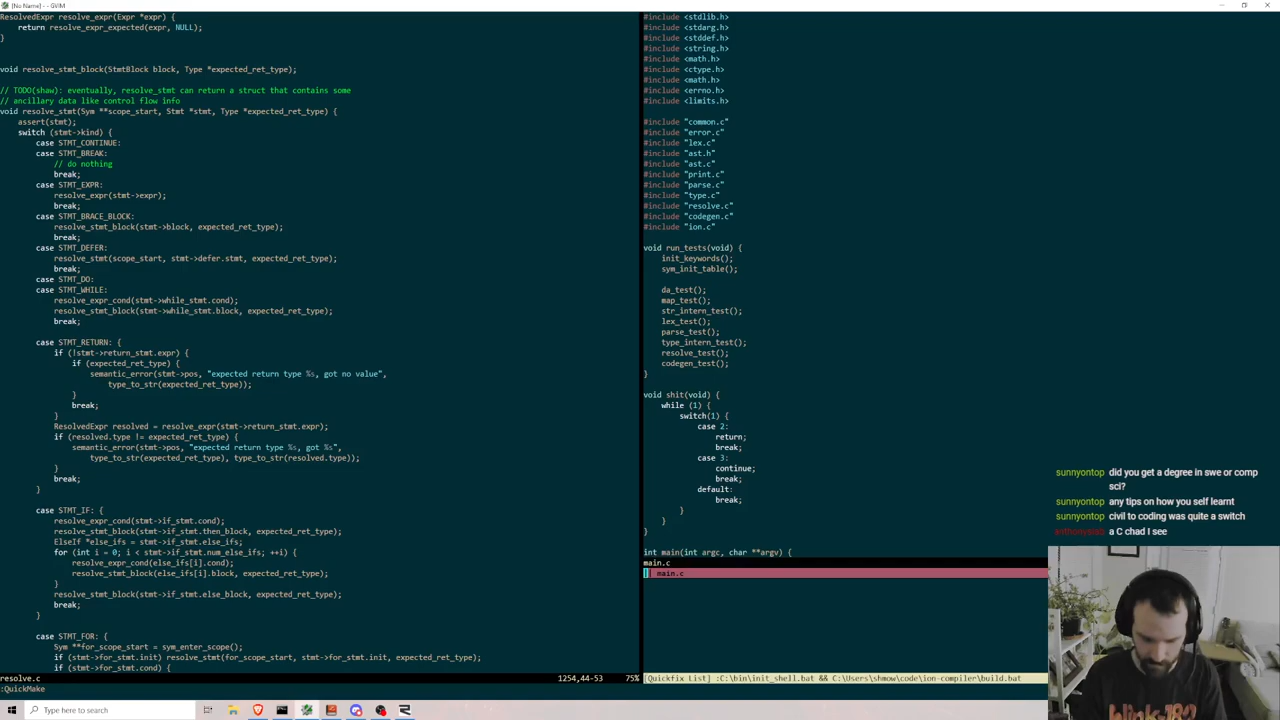 [No Name] - - GVIM
ResolvedExpr resolve_expr(Expr *expr) {
    return resolve_expr_expected(expr, NULL);
}
void resolve_stmt_block(StmtBlock block, Type *expected_ret_type);
// TODO(shaw): eventually, resolve_stmt can return a struct that contains some
// ancillary data like control flow info
void resolve_stmt(Sym **scope_start, Stmt *stmt, Type *expected_ret_type) {
    assert(stmt);
    switch (stmt->kind) {
        case STMT_CONTINUE:
        case STMT_BREAK:
            // do nothing
            break;
        case STMT_EXPR:
            resolve_expr(stmt->expr);
            break;
        case STMT_BRACE_BLOCK:
            resolve_stmt_block(stmt->block, expected_ret_type);
            break;
        case STMT_DEFER:
            resolve_stmt(scope_start, stmt->defer.stmt, expected_ret_type);
            break;
        case STMT_DO:
        case STMT_WHILE:
            resolve_expr_cond(stmt->while_stmt.cond);
            resolve_stmt_block(stmt->while_stmt.block, expected_ret_type);
            break;
        case STMT_RETURN: {
            if (!stmt->return_stmt.expr) {
                if (expected_ret_type) {
                    semantic_error(stmt->pos, "expected return type %s, got no value",
                        type_to_str(expected_ret_type));
                }
                break;
            }
            ResolvedExpr resolved = resolve_expr(stmt->return_stmt.expr);
            if (resolved.type != expected_ret_type) {
                semantic_error(stmt->pos, "expected return type %s, got %s",
                    type_to_str(expected_ret_type), type_to_str(resolved.type));
            }
            break;
        }
        case STMT_IF: {
            resolve_expr_cond(stmt->if_stmt.cond);
            resolve_stmt_block(stmt->if_stmt.then_block, expected_ret_type);
            ElseIf *else_ifs = stmt->if_stmt.else_ifs;
            for (int i = 0; i < stmt->if_stmt.num_else_ifs; ++i) {
                resolve_expr_cond(else_ifs[i].cond);
                resolve_stmt_block(else_ifs[i].block, expected_ret_type);
            }
            resolve_stmt_block(stmt->if_stmt.else_block, expected_ret_type);
            break;
        }
        case STMT_FOR: {
            Sym **for_scope_start = sym_enter_scope();
            if (stmt->for_stmt.init) resolve_stmt(for_scope_start, stmt->for_stmt.init, expected_ret_type);
            if (stmt->for_stmt.cond) {
resolve.c 1254,44-53 75%
:QuickMake
#include <stdlib.h>
#include <stdarg.h>
#include <stddef.h>
#include <string.h>
#include <math.h>
#include <ctype.h>
#include <math.h>
#include <errno.h>
#include <limits.h>
#include "common.c"
#include "error.c"
#include "lex.c"
#include "ast.h"
#include "ast.c"
#include "print.c"
#include "parse.c"
#include "type.c"
#include "resolve.c"
#include "codegen.c"
#include "ion.c"
void run_tests(void) {
    init_keywords();
    sym_init_table();
    da_test();
    map_test();
    str_intern_test();
    lex_test();
    parse_test();
    type_intern_test();
    resolve_test();
    codegen_test();
}
void shit(void) {
    while (1) {
        switch(1) {
            case 2:
                return;
                break;
            case 3:
                continue;
                break;
            default:
                break;
        }
    }
}
int main(int argc, char **argv) {
main.c
|| main.c
[Quickfix List] :C:\bin\init_shell.bat && C:\Users\shmow\code\ion-compiler\build.bat
sunnyontop did you get a degree in swe or comp
sci?
sunnyontop any tips on how you self learnt
sunnyontop civil to coding was quite a switch
a C chad I see
blink-182
Type here to search